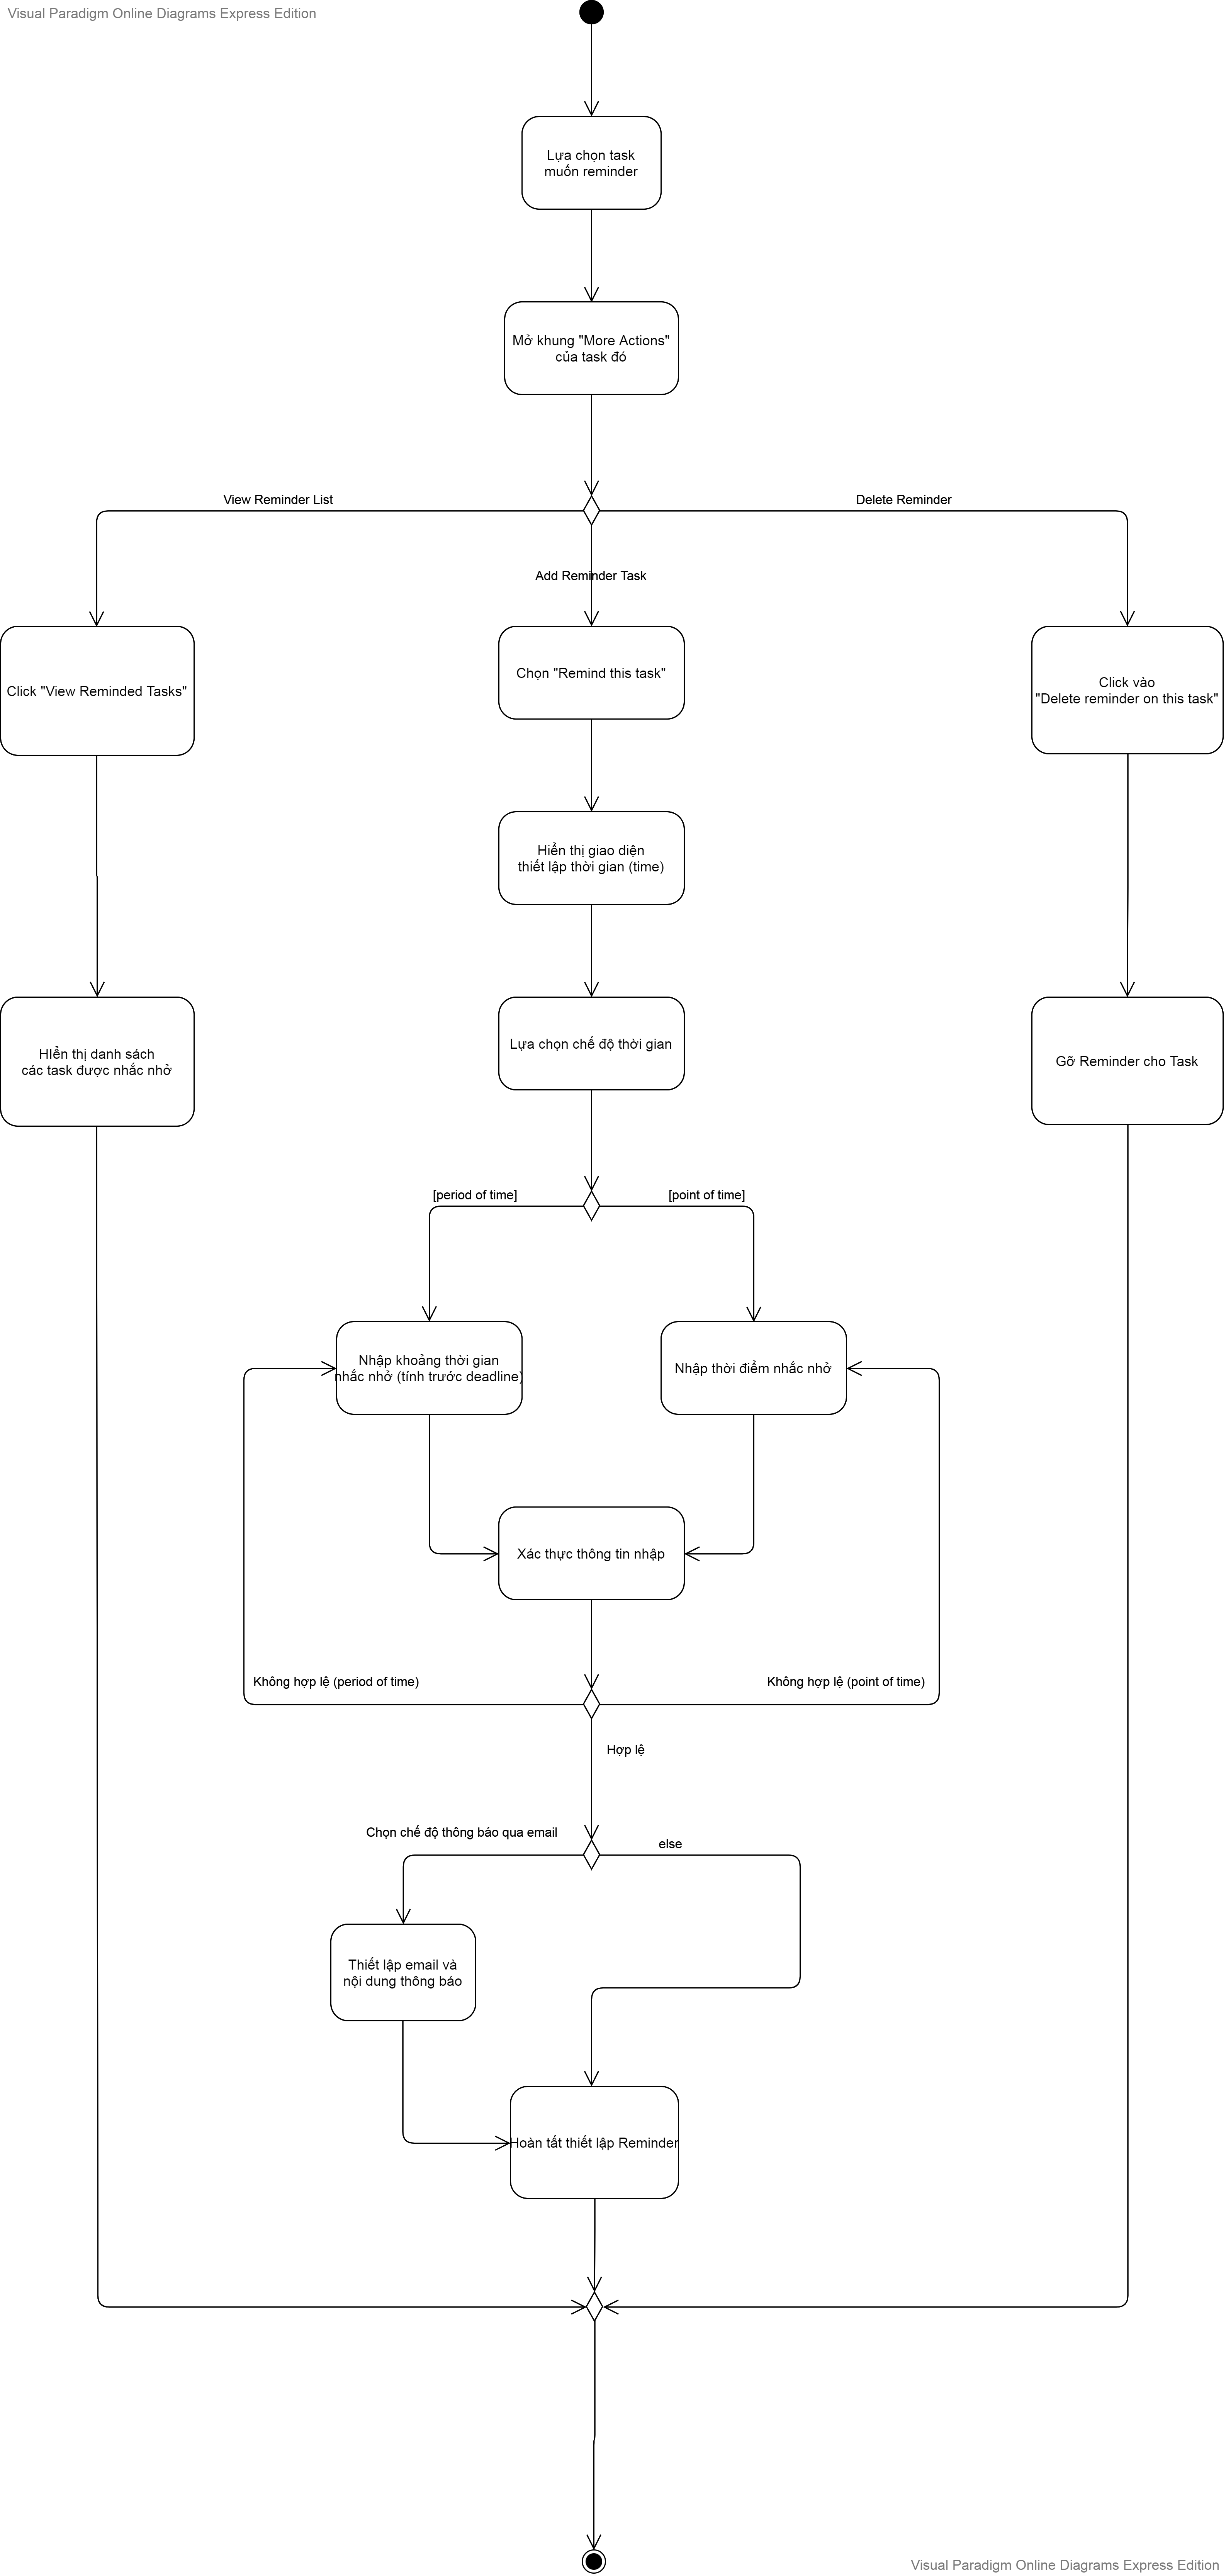 Visual Paradigm Online Diagrams Express Edition
Lựa chọn task
muốn reminder
Mở khung "More Actions"
của task đó
View Reminder List
Delete Reminder
Add Reminder Task
Click "View Reminded Tasks"
Chọn "Remind this task"
Click vào
"Delete reminder on this task"
Hiển thị giao diện
thiết lập thời gian (time)
HIển thị danh sách
các task được nhắc nhở
Lựa chọn chế độ thời gian
Gỡ Reminder cho Task
[period of time]
[point of time]
Nhập khoảng thời gian
nhắc nhở (tính trước deadline)
Nhập thời điểm nhắc nhở
Xác thực thông tin nhập
Không hợp lệ (period of time)
Không hợp lệ (point of time)
Hợp lệ
Chọn chế độ thông báo qua email
else
Thiết lập email và
nội dung thông báo
Hoàn tất thiết lập Reminder
Visual Paradigm Online Diagrams Express Edition